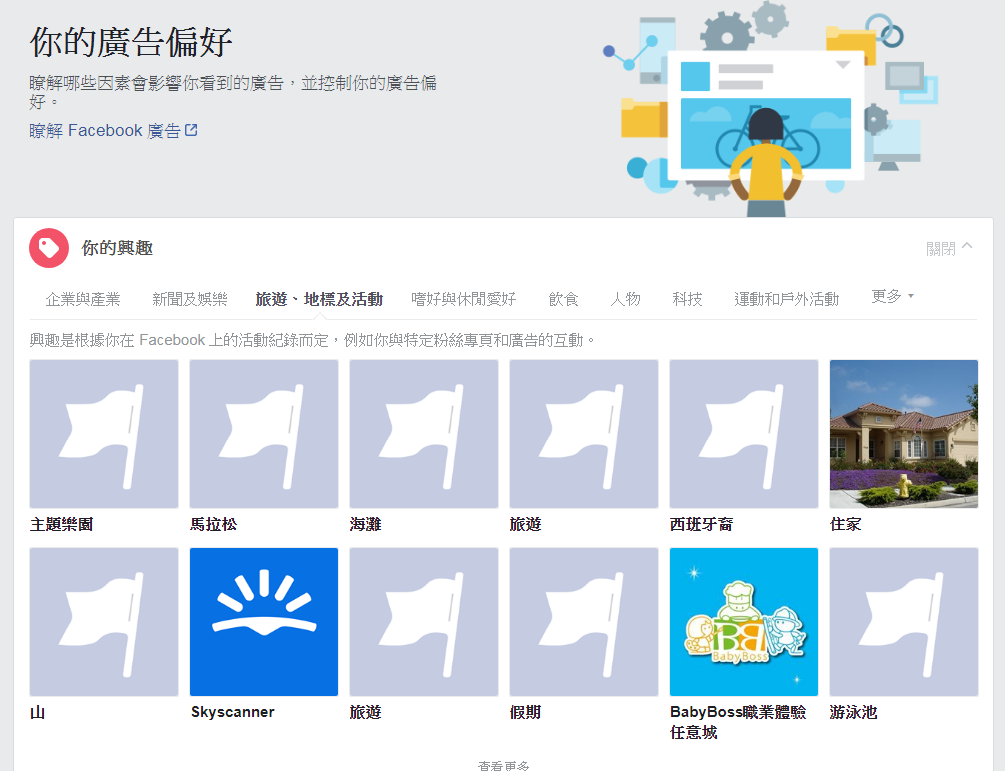 你的廣告偏好
瞭解哪些因素會影響你看到的廣告，並控制你的廣告偏
好。
瞭解 Facebook 廣告
你的興趣
關閉
企業與產業 新聞及娛樂 旅遊、地標及活動 嗜好與休閒愛好 飲食 人物 科技 運動和戶外活動 更多
興趣是根據你在 Facebook 上的活動紀錄而定，例如你與特定粉絲專頁和廣告的互動。
主題樂園 馬拉松 海灘 旅遊 西班牙裔 住家
BabyBoss
山 Skyscanner 旅遊 假期 BabyBoss職業體驗 游泳池
任意城
查看更多